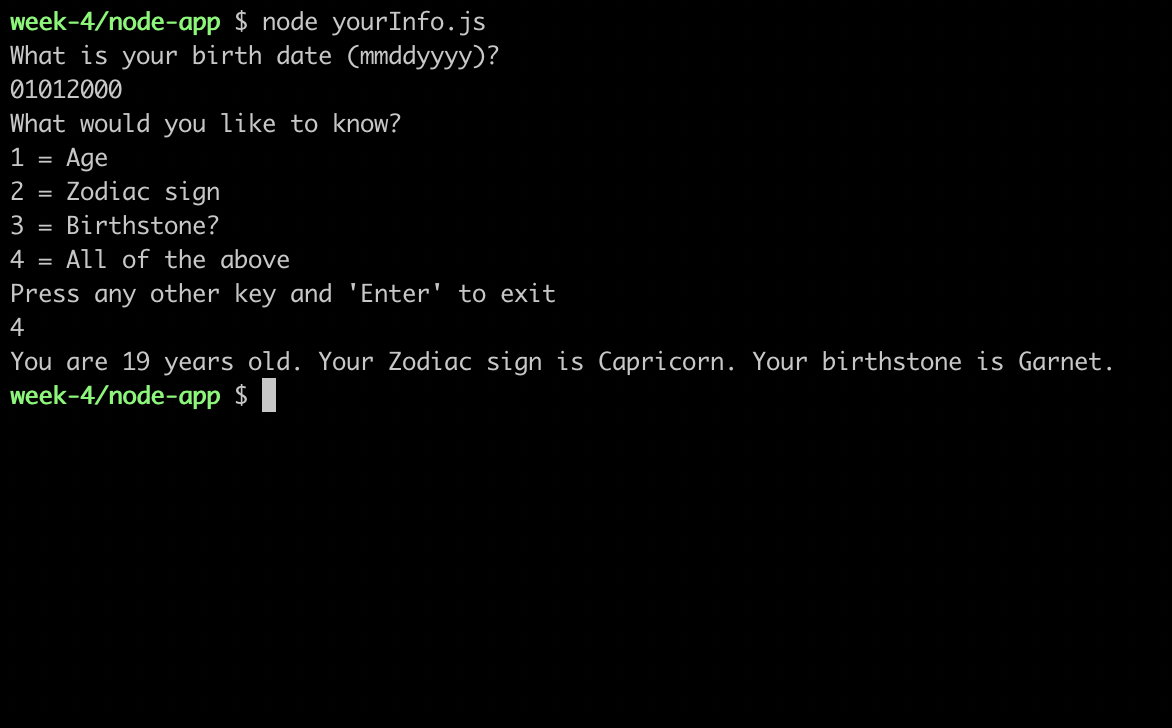 week-4/node-app $ node yourInfo.js
What is your birth date (mmddyyyy)?
01012000
What would you like to know?
1 = Age
2 = Zodiac sign
3 = Birthstone?
4 = All of the above
Press any other key and 'Enter' to exit
4
You are 19 years old. Your Zodiac sign is Capricorn. Your birthstone is Garnet.
week-4/node-app $